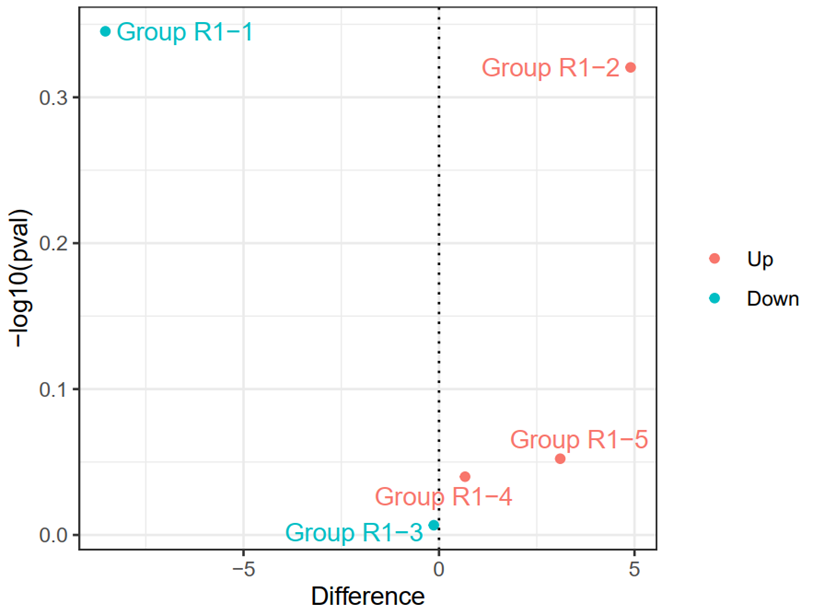 Group R1−1
Group R1−2
0.3
0.2
0.1
0.0
−log10(pval)
Up
Down
Group R1−5
Group R1−4
Group R1−3
−5
0
5
Difference